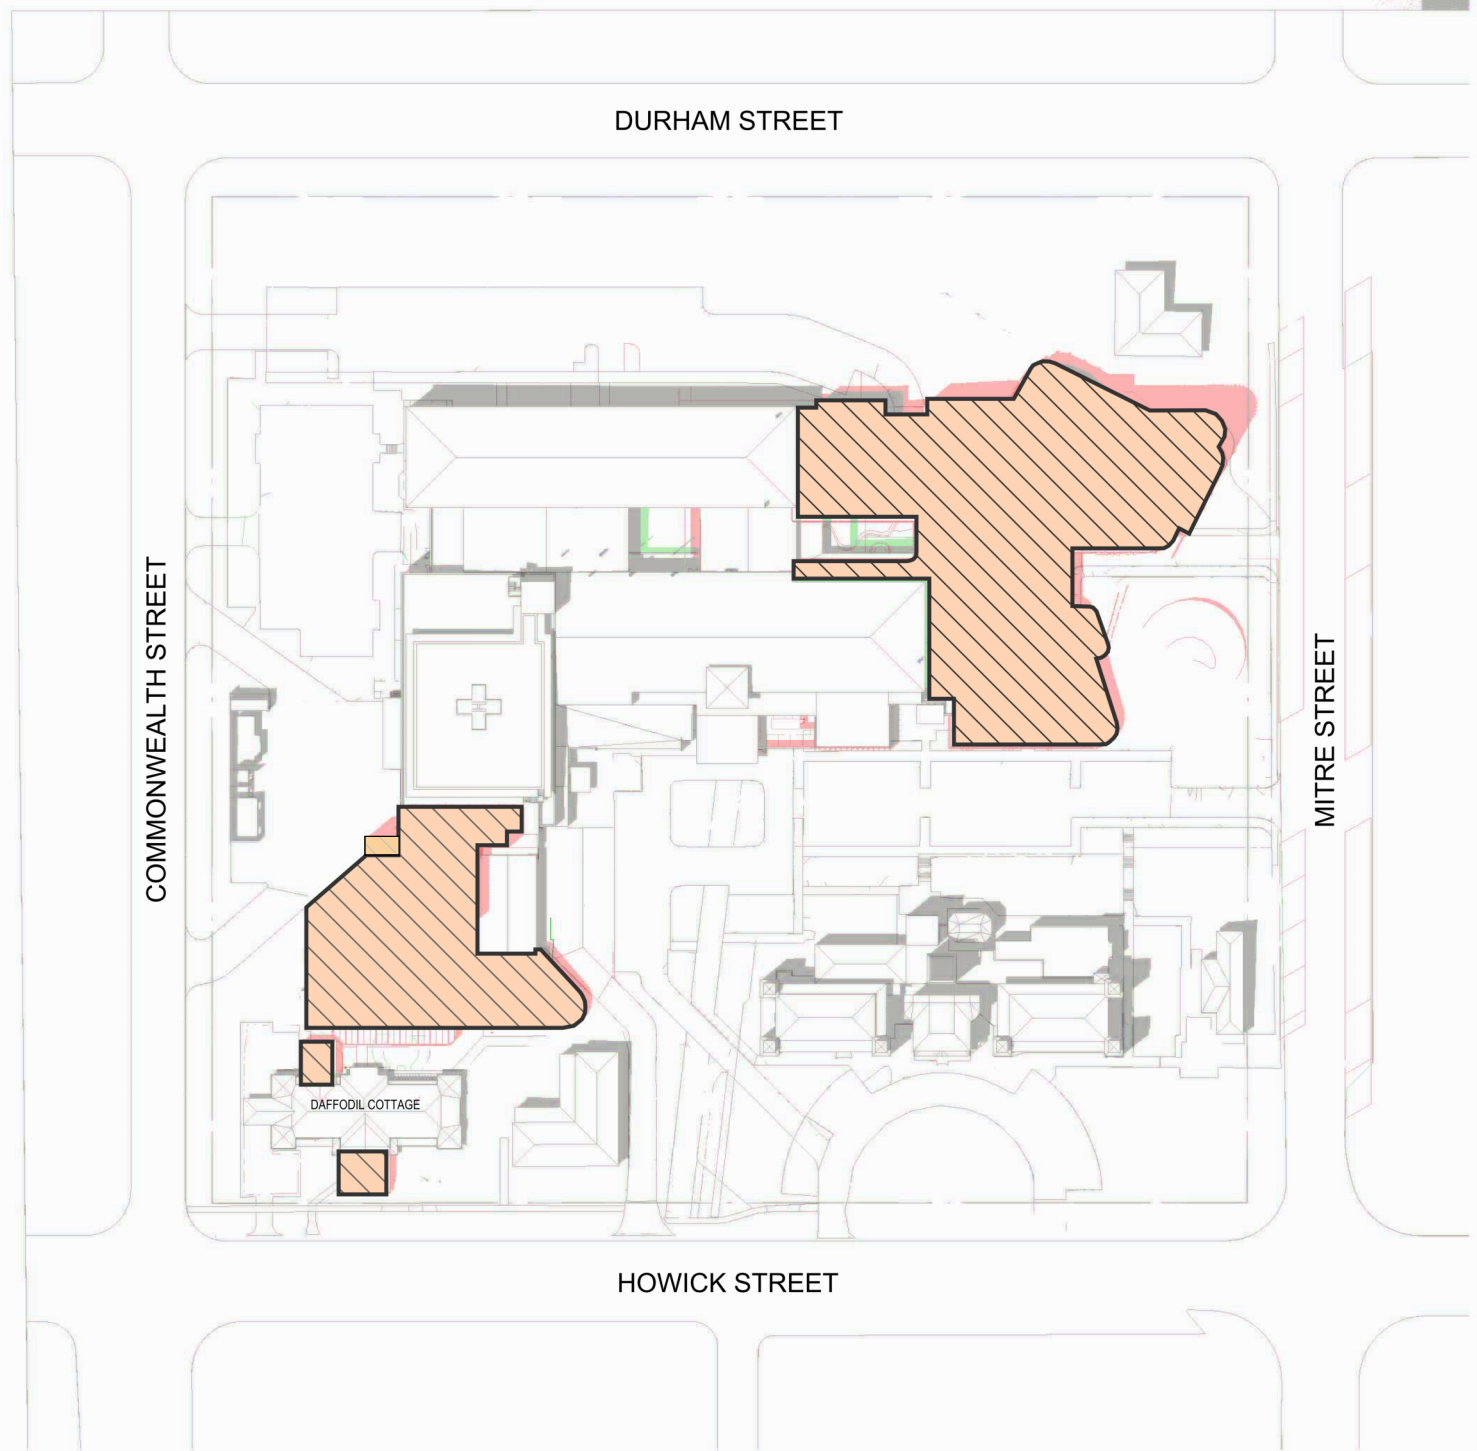 DURHAM STREET
COMMONWEALTH STREET
MITRE STREET
DAFFODIL COTTAGE
HOWICK STREET